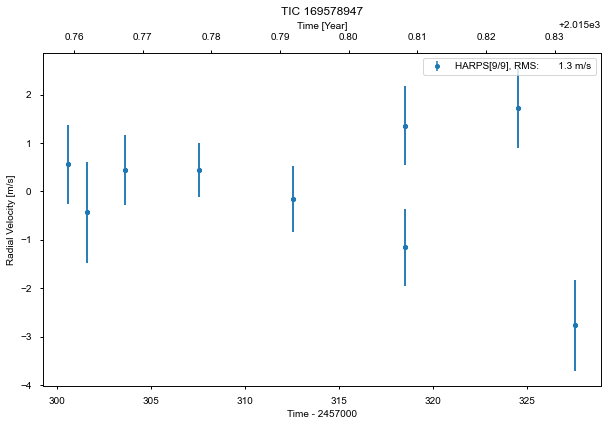 TIC 169578947
Time [Year]
+2.015e3
0.76 0.77 0.78 0.79 0.80 0.81 0.82 0.83
HARPS[9/9], RMS: 1.3 m/s
Radial Velocity [m/s]
2
1
0
−1
−2
−3
−4
300 305 310 315 320 325
Time - 2457000